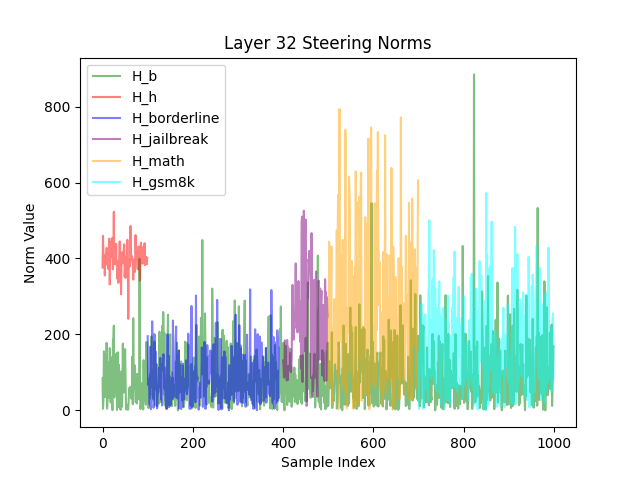 Layer 32 Steering Norms
H_b
H_h
H_borderline
H_jailbreak
H_math
H_gsm8k
800
600
400
200
0
Norm Value
0
200
400
600
800
1000
Sample Index